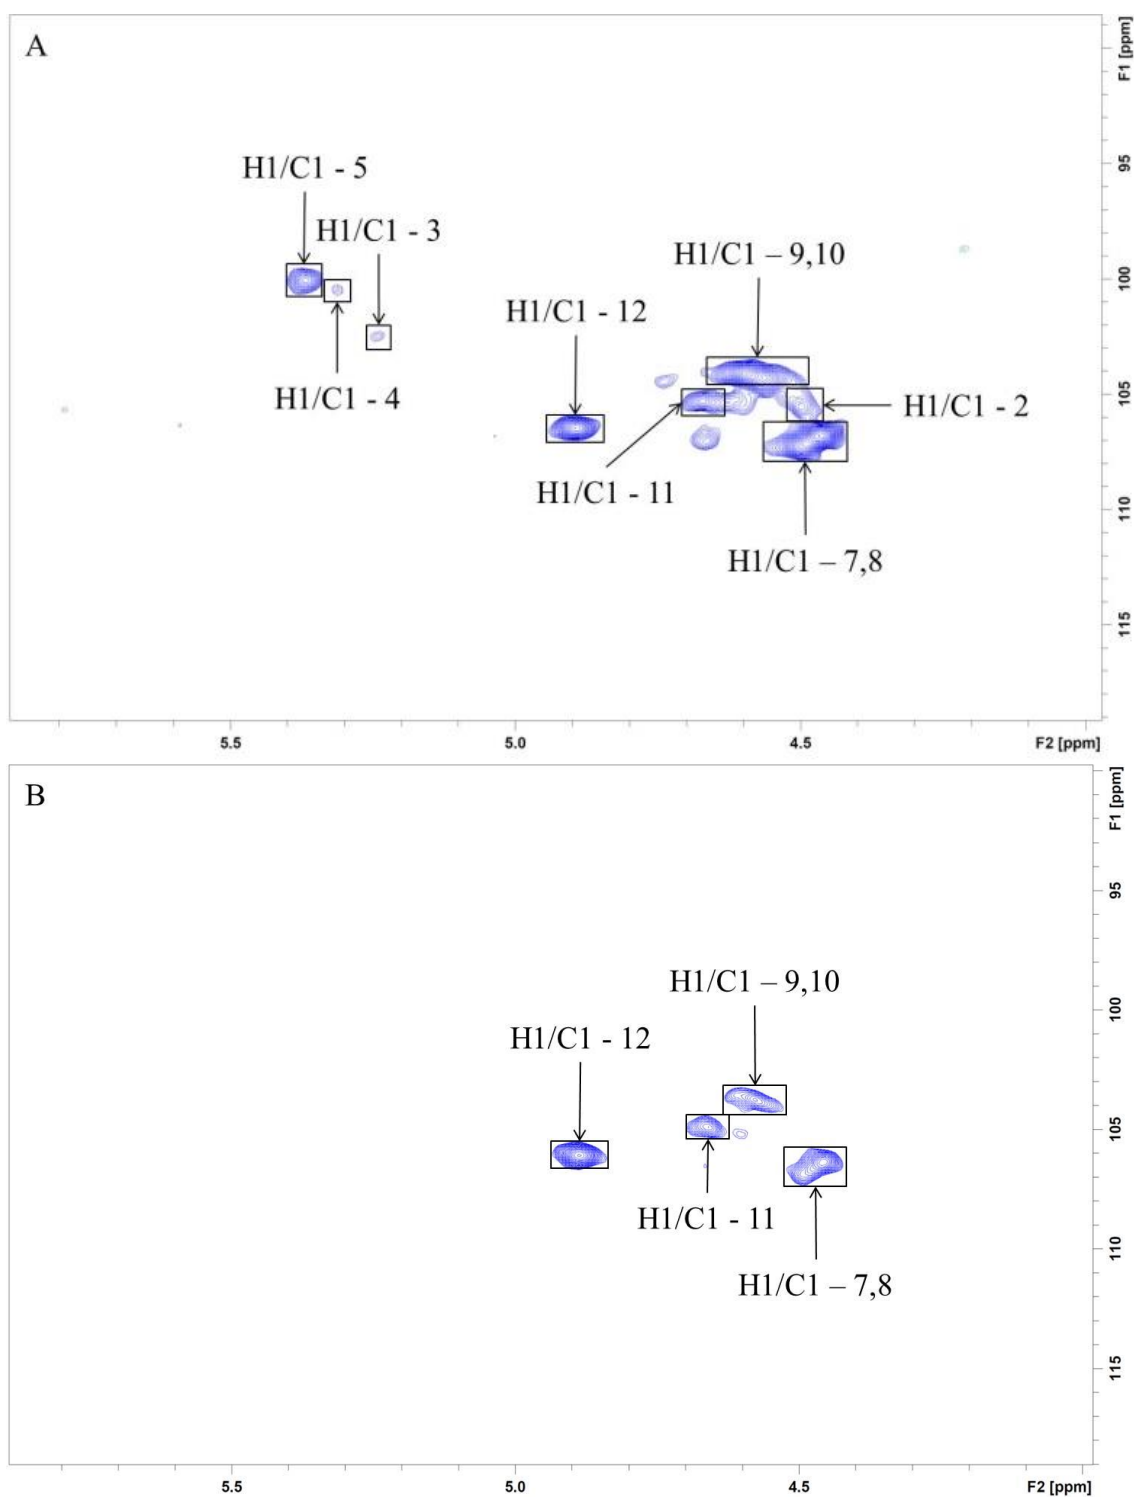 A
F1 [ppm]
H1/C1 - 5
95
H1/C1 - 3
H1/C1 – 9,10
100
H1/C1 - 12
H1/C1 - 4
105
H1/C1 - 2
H1/C1 - 11
110
H1/C1 – 7,8
115
5.5 5.0 4.5 F2 [ppm]
B
F1 [ppm]
95
H1/C1 – 9,10
100
H1/C1 - 12
105
H1/C1 - 11
110
H1/C1 – 7,8
115
5.5 5.0 4.5 F2 [ppm]